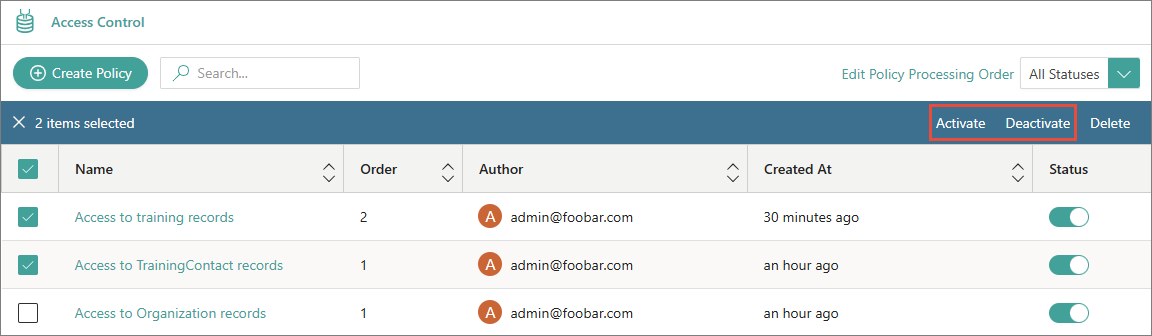 Access Control
Create Policy Search... Edit Policy Processing Order All Statuses
2 items selected Activate Deactivate Delete
Name Order Author Created At Status
Access to training records 2 A admin@foobar.com 30 minutes ago
Access to TrainingContact records 1 A admin@foobar.com an hour ago
Access to Organization records 1 A admin@foobar.com an hour ago